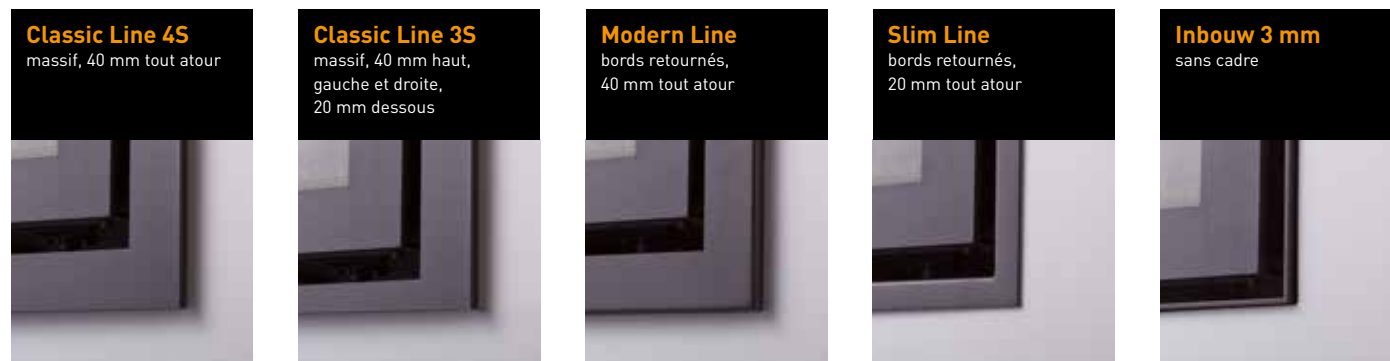 Classic Line 4S
massif, 40 mm tout atour
Classic Line 3S
massif, 40 mm haut,
gauche et droite,
20 mm dessous
Modern Line
bords retournés,
40 mm tout atour
Slim Line
bords retournés,
20 mm tout atour
Inbouw 3 mm
sans cadre